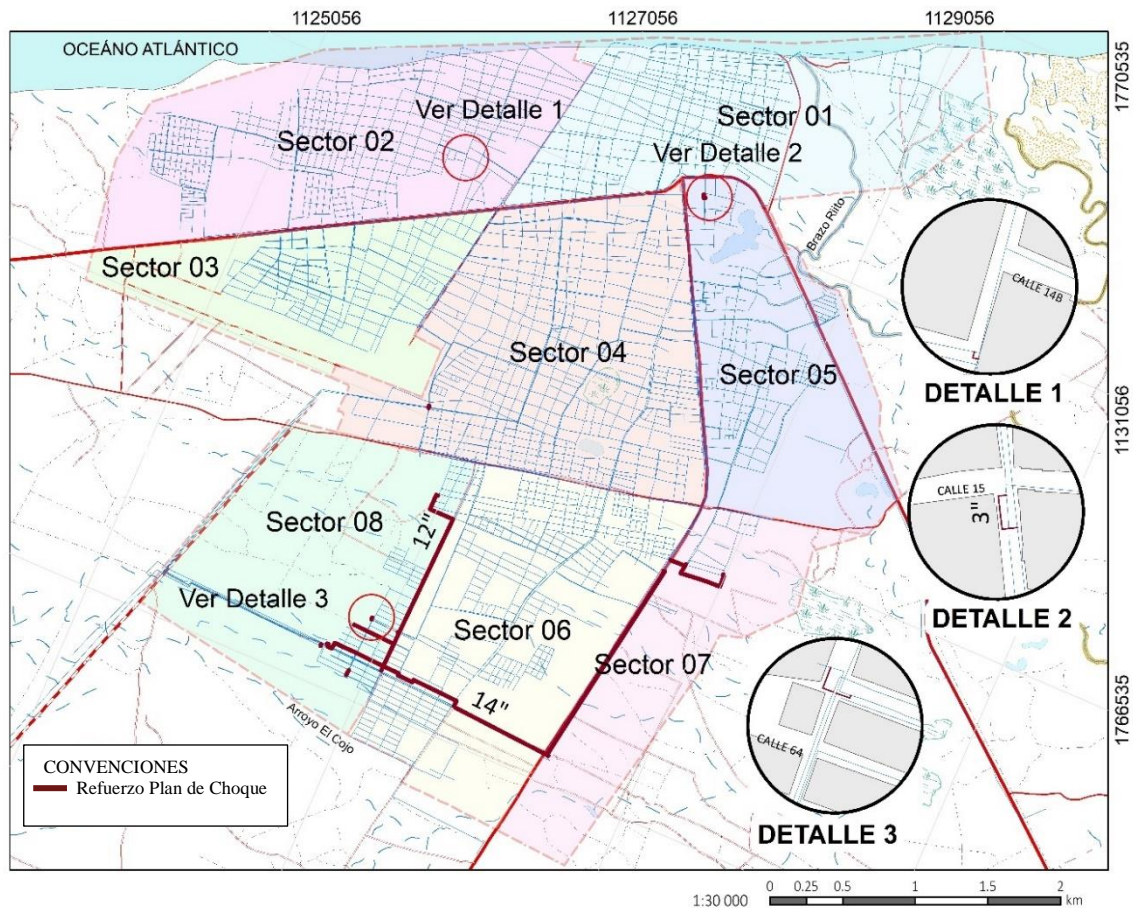 1125056
1127056
1129056
OCEÁNO ATLÁNTICO
1770535
Ver Detalle 1
Sector 02
Sector 01
Ver Detalle 2
Brazo Riito
Sector 03
CALLE 14B
Sector 04
Sector 05
DETALLE 1
1131056
CALLE 15
3"
Sector 08
12"
DETALLE 2
Ver Detalle 3
Sector 06
Sector 07
14"
1766535
Arroyo El Cojo
CALLE 64
CONVENCIONES
Refuerzo Plan de Choque
DETALLE 3
1:30 000
0 0.25 0.5 1 1.5 2
km